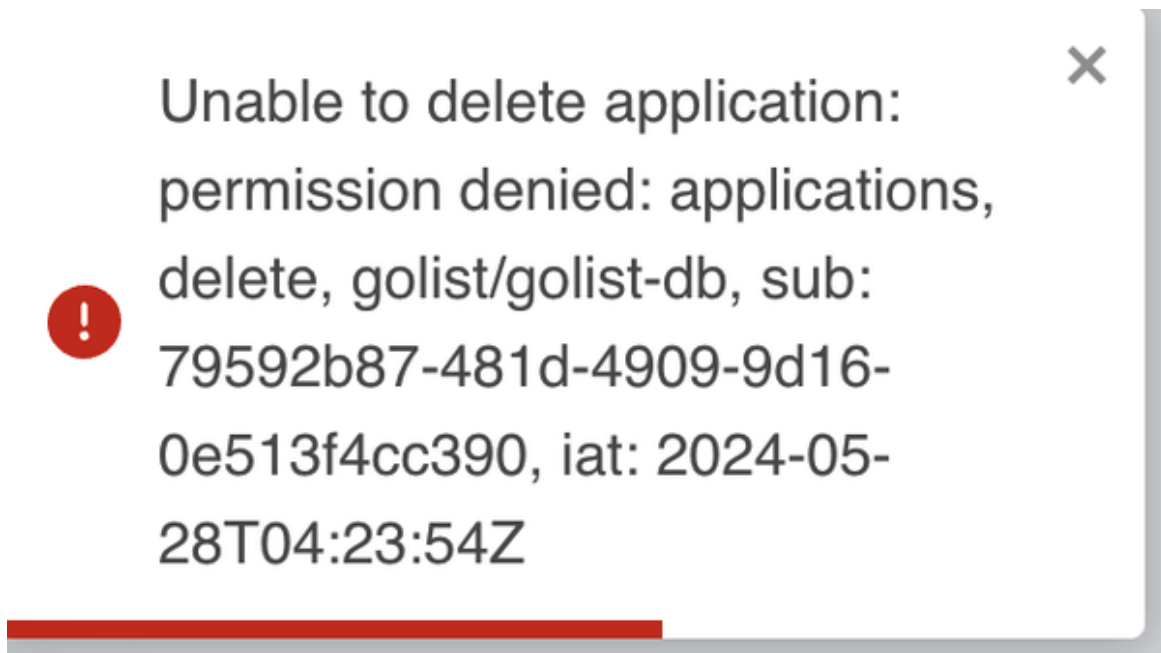 Unable to delete application:
permission denied: applications,
delete, golist/golist-db, sub:
79592b87-481d-4909-9d16-
0e513f4cc390, iat: 2024-05-
28T04:23:54Z